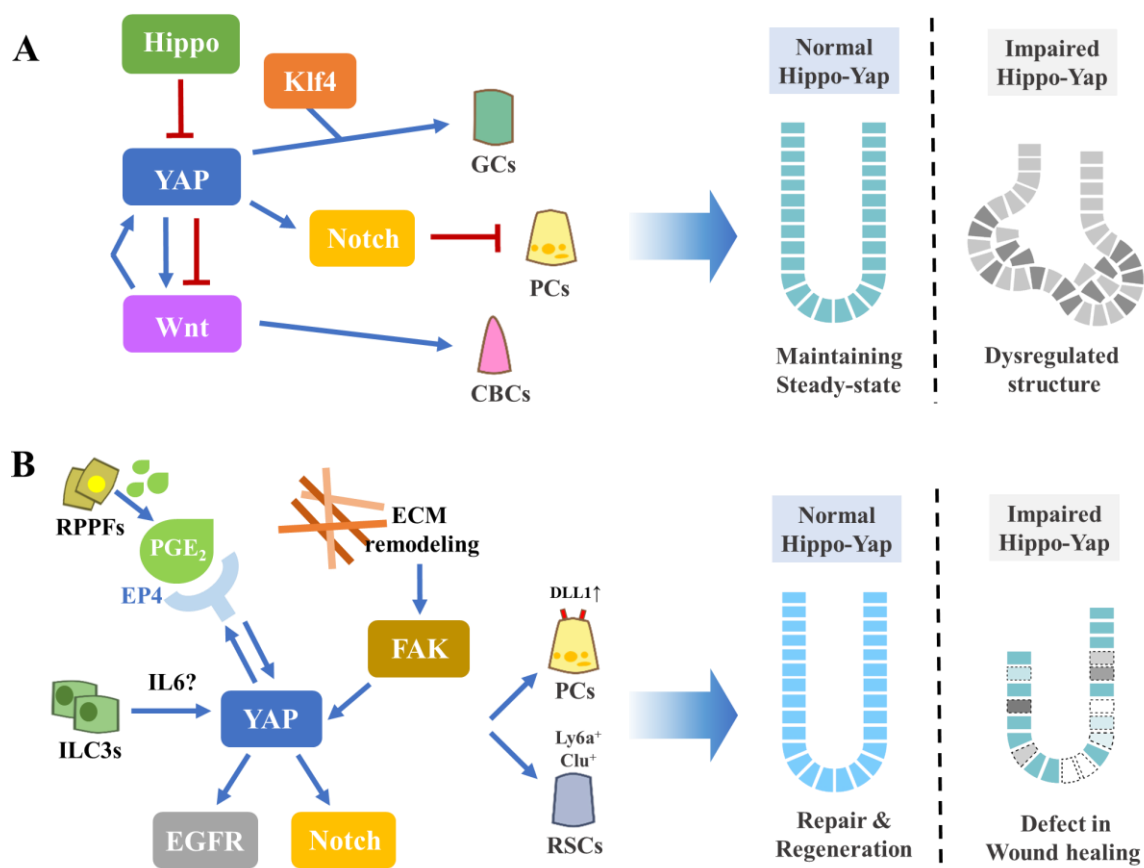 A
Hippo
Klf4
YAP
GCs
Notch
PCs
Wnt
CBCs
Normal
Hippo-Yap
Impaired
Hippo-Yap
Maintaining
Steady-state
Dysregulated
structure
B
RPPFs
PGE₂
EP4
ECM
remodeling
FAK
IL6?
ILC3s
YAP
EGFR
Notch
DLL1↑
PCs
Ly6a⁺
Clu⁺
RSCs
Normal
Hippo-Yap
Impaired
Hippo-Yap
Repair &
Regeneration
Defect in
Wound healing